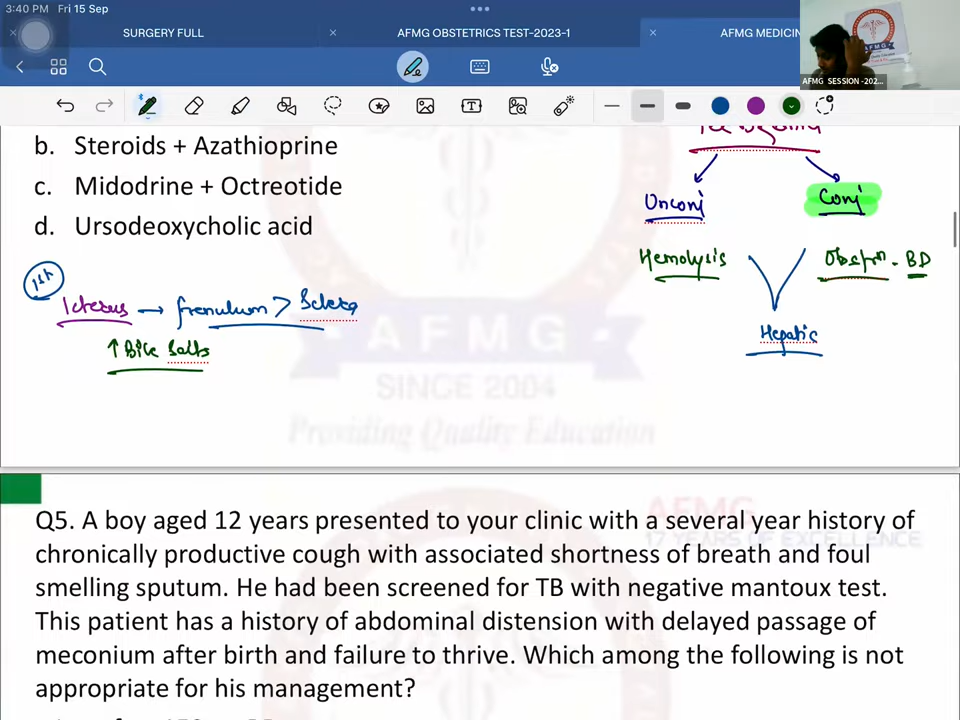 3:40 PM Fri 15 Sep
SURGERY FULL
AFMG OBSTETRICS TEST-2023-1
AFMG MEDICIN
AFMG SESSION -202...
b. Steroids + Azathioprine
c. Midodrine + Octreotide
d. Ursodeoxycholic acid
Unconj
Conj
Hemolysis
Obstrn - BD
Hepatic
1st
Icterus → frenulum > Sclera
↑ Bile Salts
AFMG
SINCE 2004
Providing Quality Education
AFMG
17 YEARS OF EXCELLENCE
Q5. A boy aged 12 years presented to your clinic with a several year history of
chronically productive cough with associated shortness of breath and foul
smelling sputum. He had been screened for TB with negative mantoux test.
This patient has a history of abdominal distension with delayed passage of
meconium after birth and failure to thrive. Which among the following is not
appropriate for his management?